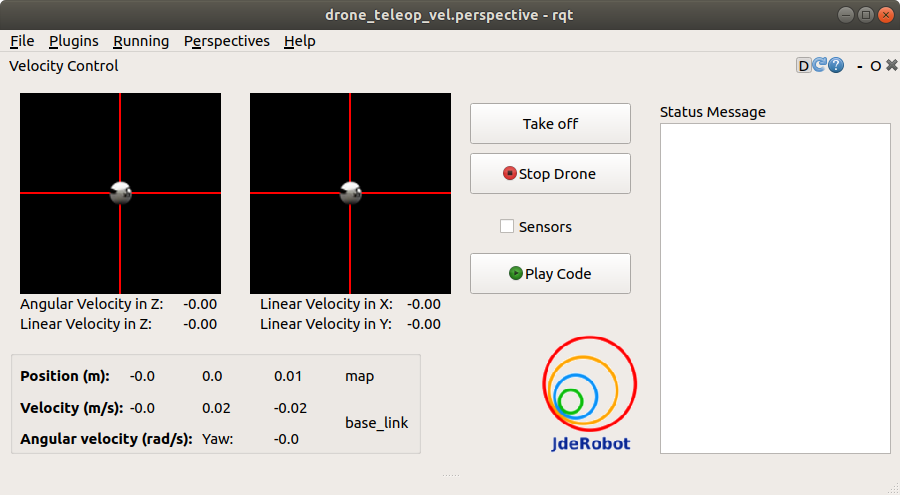 drone_teleop_vel.perspective - rqt
File Plugins Running Perspectives Help
Velocity Control
D
- O
Take off
Stop Drone
Sensors
Play Code
Status Message
Angular Velocity in Z: -0.00
Linear Velocity in Z: -0.00
Linear Velocity in X: -0.00
Linear Velocity in Y: -0.00
Position (m): -0.0 0.0 0.01 map
Velocity (m/s): -0.0 0.02 -0.02
base_link
Angular velocity (rad/s): Yaw: -0.0
JdeRobot